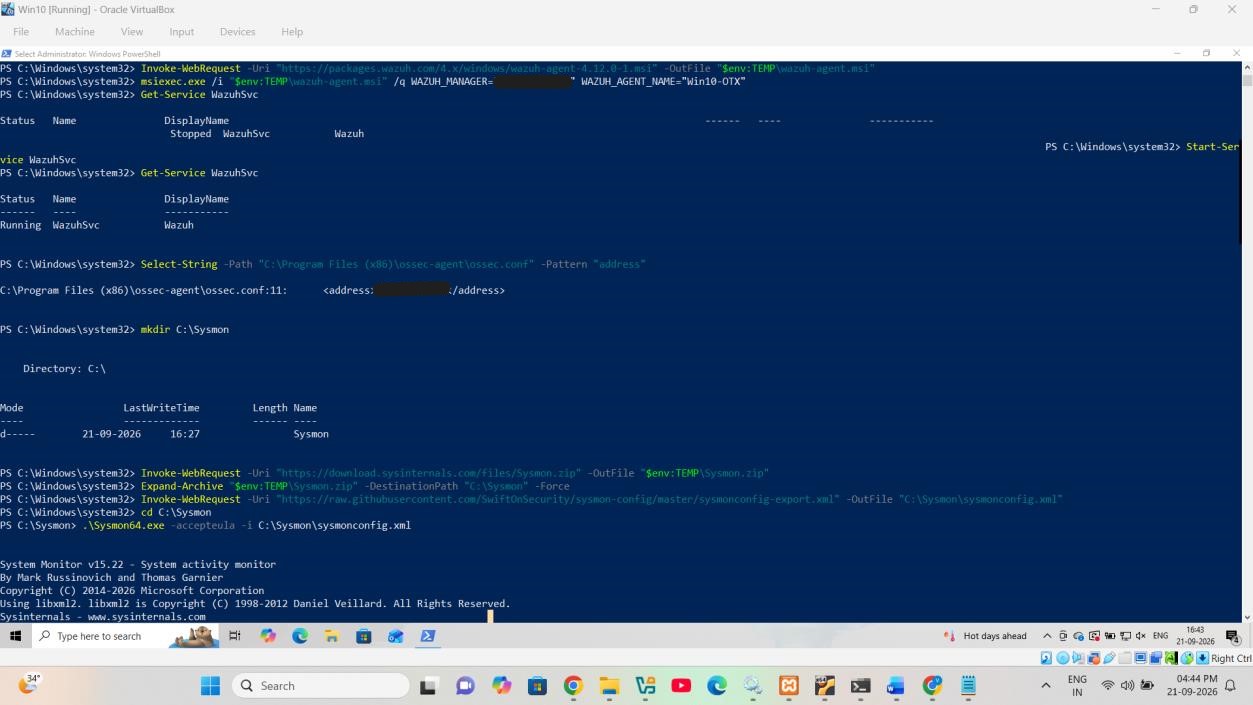 Win10 [Running] - Oracle VirtualBox
File Machine View Input Devices Help
Select Administrator: Windows PowerShell
PS C:\Windows\system32> Invoke-WebRequest -Uri "https://packages.wazuh.com/4.x/windows/wazuh-agent-4.12.0-1.msi" -OutFile "$env:TEMP\wazuh-agent.msi"
PS C:\Windows\system32> msiexec.exe /i "$env:TEMP\wazuh-agent.msi" /q WAZUH_MANAGER= " WAZUH_AGENT_NAME="Win10-OTX"
PS C:\Windows\system32> Get-Service WazuhSvc
Status Name DisplayName ------ ---- -----------
Stopped WazuhSvc Wazuh
PS C:\Windows\system32> Start-Ser
vice WazuhSvc
PS C:\Windows\system32> Get-Service WazuhSvc
Status Name DisplayName
------ ---- -----------
Running WazuhSvc Wazuh
PS C:\Windows\system32> Select-String -Path "C:\Program Files (x86)\ossec-agent\ossec.conf" -Pattern "address"
C:\Program Files (x86)\ossec-agent\ossec.conf:11: <address> </address>
PS C:\Windows\system32> mkdir C:\Sysmon
Directory: C:\
Mode LastWriteTime Length Name
---- ------------- ------ ----
d----- 21-09-2026 16:27 Sysmon
PS C:\Windows\system32> Invoke-WebRequest -Uri "https://download.sysinternals.com/files/Sysmon.zip" -OutFile "$env:TEMP\Sysmon.zip"
PS C:\Windows\system32> Expand-Archive "$env:TEMP\Sysmon.zip" -DestinationPath "C:\Sysmon" -Force
PS C:\Windows\system32> Invoke-WebRequest -Uri "https://raw.githubusercontent.com/SwiftOnSecurity/sysmon-config/master/sysmonconfig-export.xml" -OutFile "C:\Sysmon\sysmonconfig.xml"
PS C:\Windows\system32> cd C:\Sysmon
PS C:\Sysmon> .\Sysmon64.exe -accepteula -i C:\Sysmon\sysmonconfig.xml
System Monitor v15.22 - System activity monitor
By Mark Russinovich and Thomas Garnier
Copyright (C) 2014-2026 Microsoft Corporation
Using libxml2. libxml2 is Copyright (C) 1998-2012 Daniel Veillard. All Rights Reserved.
Sysinternals - www.sysinternals.com
Type here to search
Hot days ahead
ENG
16:43
21-09-2026
4
Right Ctrl
34°
Search
ENG
IN
04:44 PM
21-09-2026